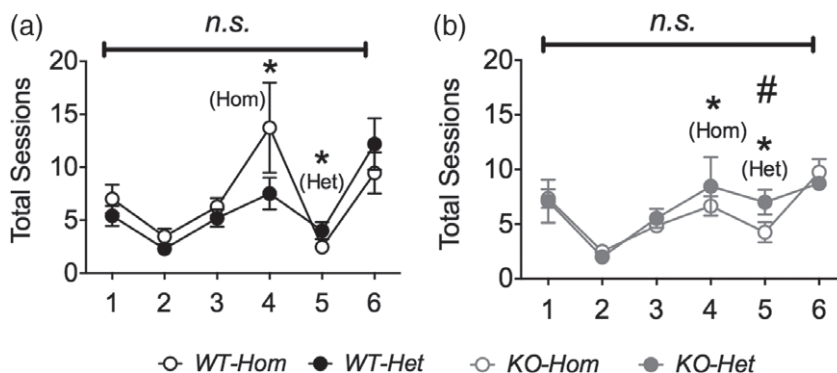 (a)
n.s.
Total Sessions
20
15
10
5
0
*
(Hom)
*
(Het)
1 2 3 4 5 6
(b)
n.s.
Total Sessions
20
15
10
5
0
*
(Hom)
#
*
(Het)
1 2 3 4 5 6
WT-Hom WT-Het KO-Hom KO-Het